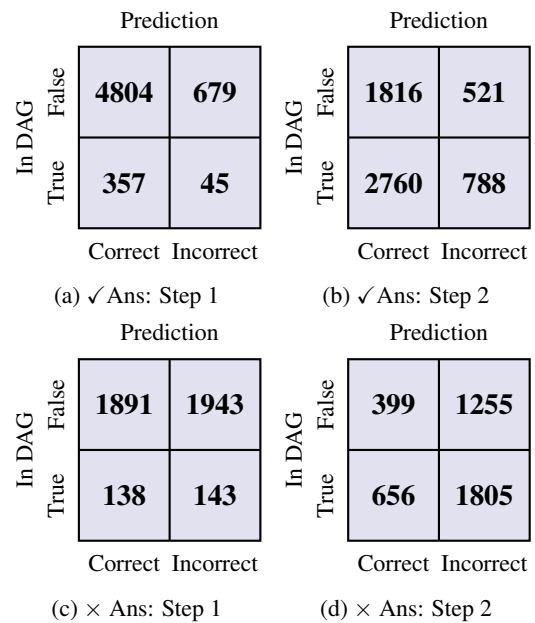 Prediction Prediction
In DAG False 4804 679 In DAG False 1816 521
True 357 45 True 2760 788
Correct Incorrect Correct Incorrect
(a) ✓Ans: Step 1 (b) ✓Ans: Step 2
Prediction Prediction
In DAG False 1891 1943 In DAG False 399 1255
True 138 143 True 656 1805
Correct Incorrect Correct Incorrect
(c) × Ans: Step 1 (d) × Ans: Step 2